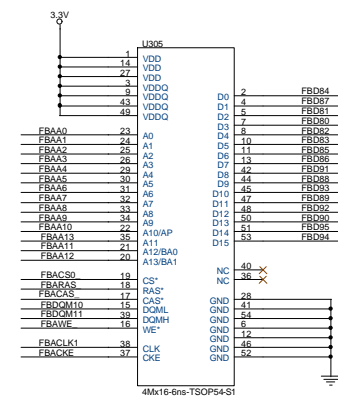 3.3V
U305
1 VDD
14 VDD
27 VDD
3 VDDQ
9 VDDQ
43 VDDQ
49 VDDQ
D0 2 FBD84
D1 4 FBD87
D2 5 FBD81
D3 7 FBD80
D4 8 FBD82
D5 10 FBD83
D6 11 FBD85
D7 13 FBD86
D8 42 FBD91
D9 44 FBD88
D10 45 FBD93
D11 47 FBD89
D12 48 FBD92
D13 50 FBD90
D14 51 FBD95
D15 53 FBD94
FBAA0 23 A0
FBAA1 24 A1
FBAA2 25 A2
FBAA3 26 A3
FBAA4 29 A4
FBAA5 30 A5
FBAA6 31 A6
FBAA7 32 A7
FBAA8 33 A8
FBAA9 34 A9
FBAA10 22 A10/AP
FBAA13 35 A11
FBAA11 21 A12/BA0
FBAA12 20 A13/BA1
NC 40
NC 36
FBACS0_ 19 CS*
FBARAS_ 18 RAS*
FBACAS_ 17 CAS*
FBDQM10 15 DQML
FBDQM11 39 DQMH
FBAWE_ 16 WE*
FBACLK1 38 CLK
FBACKE 37 CKE
GND 28
GND 41
GND 54
GND 6
GND 12
GND 46
GND 52
4Mx16-6ns-TSOP54-S1